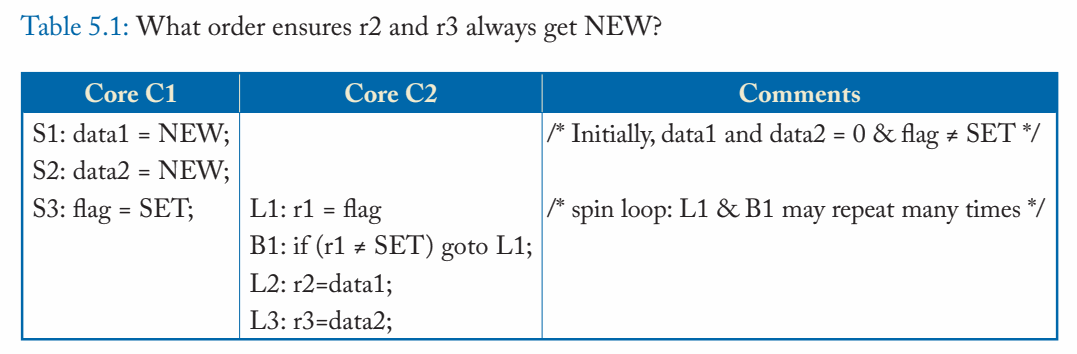 Table 5.1: What order ensures r2 and r3 always get NEW?
Core C1 Core C2 Comments
S1: data1 = NEW; /* Initially, data1 and data2 = 0 & flag ≠ SET */
S2: data2 = NEW;
S3: flag = SET; L1: r1 = flag /* spin loop: L1 & B1 may repeat many times */
B1: if (r1 ≠ SET) goto L1;
L2: r2=data1;
L3: r3=data2;